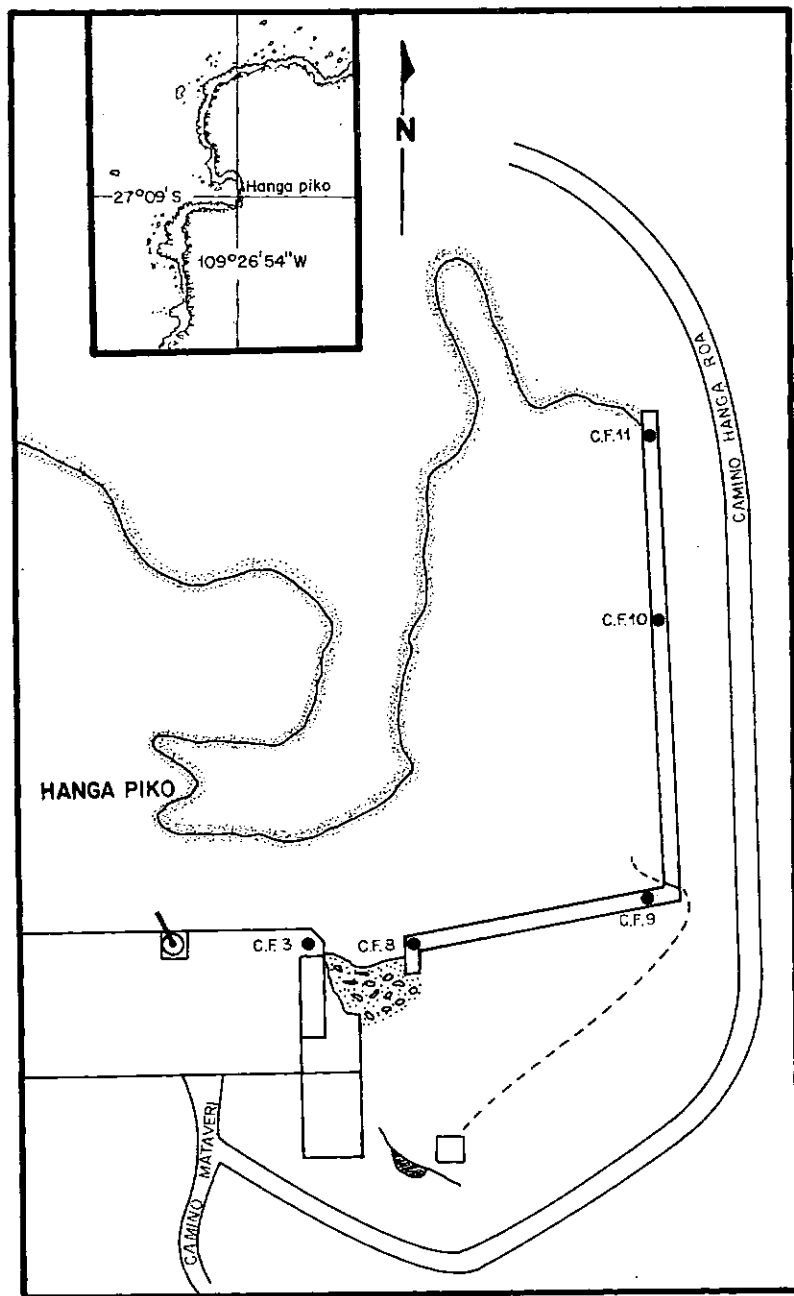 Hanga piko
27°09' S
109°26'54" W
N
CAMINO HANGA ROA
C.F.11
C.F.10
HANGA PIKO
C.F.9
C.F.3
C.F.8
CAMINO MATAVERI